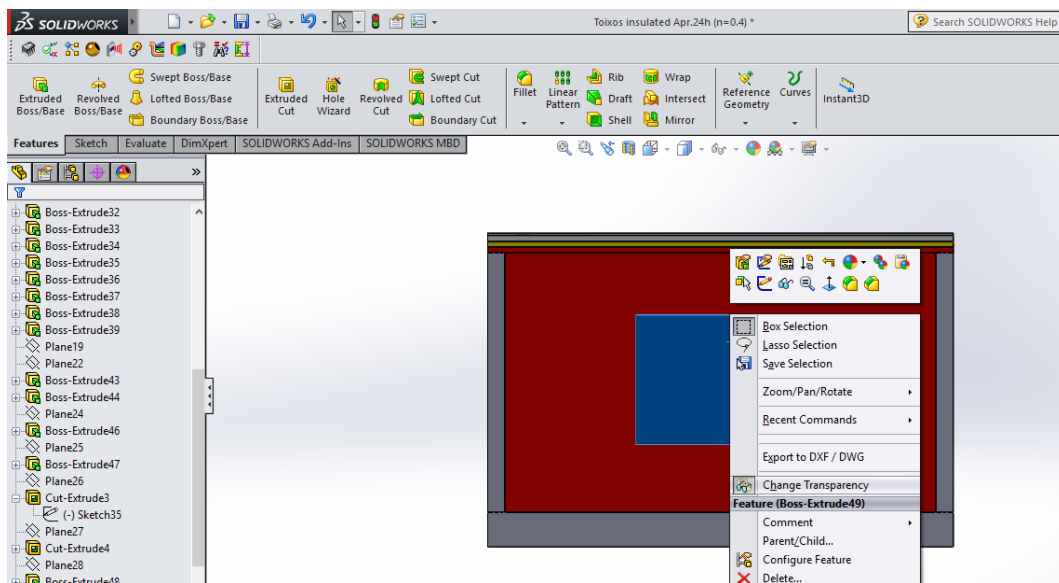 SOLIDWORKS
Toixos insulated Apr.24h (n=0.4) *
Search SOLIDWORKS Help
Extruded Boss/Base
Revolved Boss/Base
Swept Boss/Base
Lofted Boss/Base
Boundary Boss/Base
Extruded Cut
Hole Wizard
Revolved Cut
Swept Cut
Lofted Cut
Boundary Cut
Fillet
Linear Pattern
Rib
Draft
Shell
Wrap
Intersect
Mirror
Reference Geometry
Curves
Instant3D
Features
Sketch
Evaluate
DimXpert
SOLIDWORKS Add-Ins
SOLIDWORKS MBD
Boss-Extrude32
Boss-Extrude33
Boss-Extrude34
Boss-Extrude35
Boss-Extrude36
Boss-Extrude37
Boss-Extrude38
Boss-Extrude39
Plane19
Plane22
Boss-Extrude43
Boss-Extrude44
Plane24
Boss-Extrude46
Plane25
Boss-Extrude47
Plane26
Cut-Extrude3
(-) Sketch35
Plane27
Cut-Extrude4
Plane28
Boss-Extrude48
Box Selection
Lasso Selection
Save Selection
Zoom/Pan/Rotate
Recent Commands
Export to DXF / DWG
Change Transparency
Feature (Boss-Extrude49)
Comment
Parent/Child...
Configure Feature
Delete...